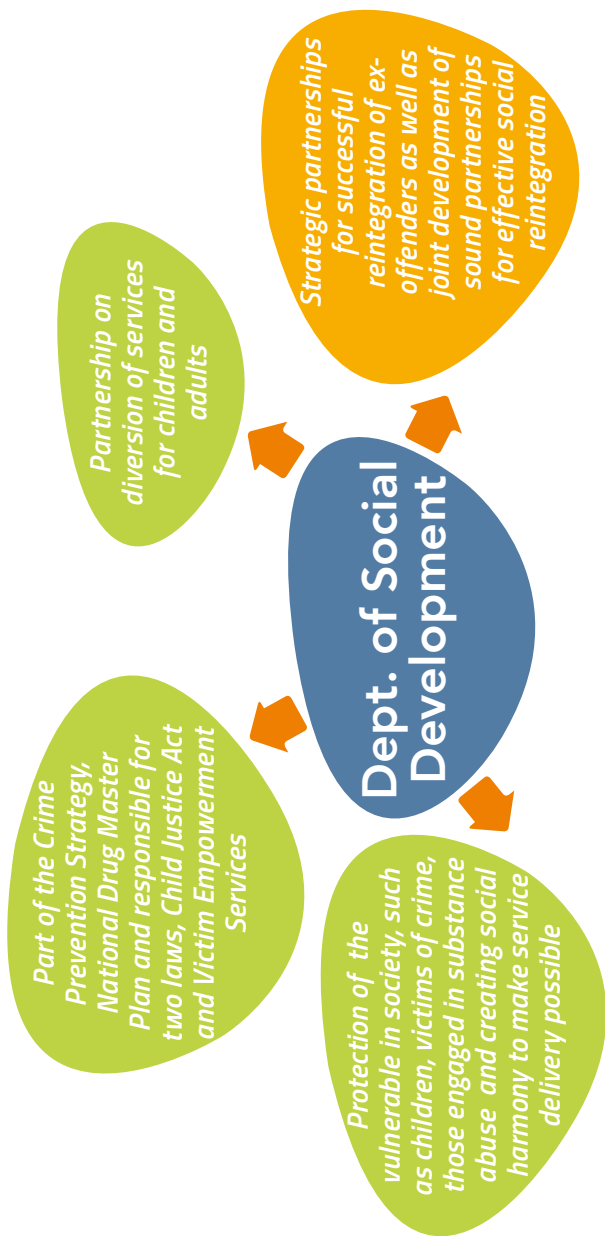 Part of the Crime
Prevention Strategy,
National Drug Master
Plan and responsible for
two laws, Child Justice Act
and Victim Empowerment
Services
Partnership on
diversion of services
for children and
adults
Dept. of Social
Development
Protection of the
vulnerable in society, such
as children, victims of crime,
those engaged in substance
abuse and creating social
harmony to make service
delivery possible
Strategic partnerships
for successful
reintegration of ex-
offenders as well as
joint development of
sound partnerships
for effective social
reintegration